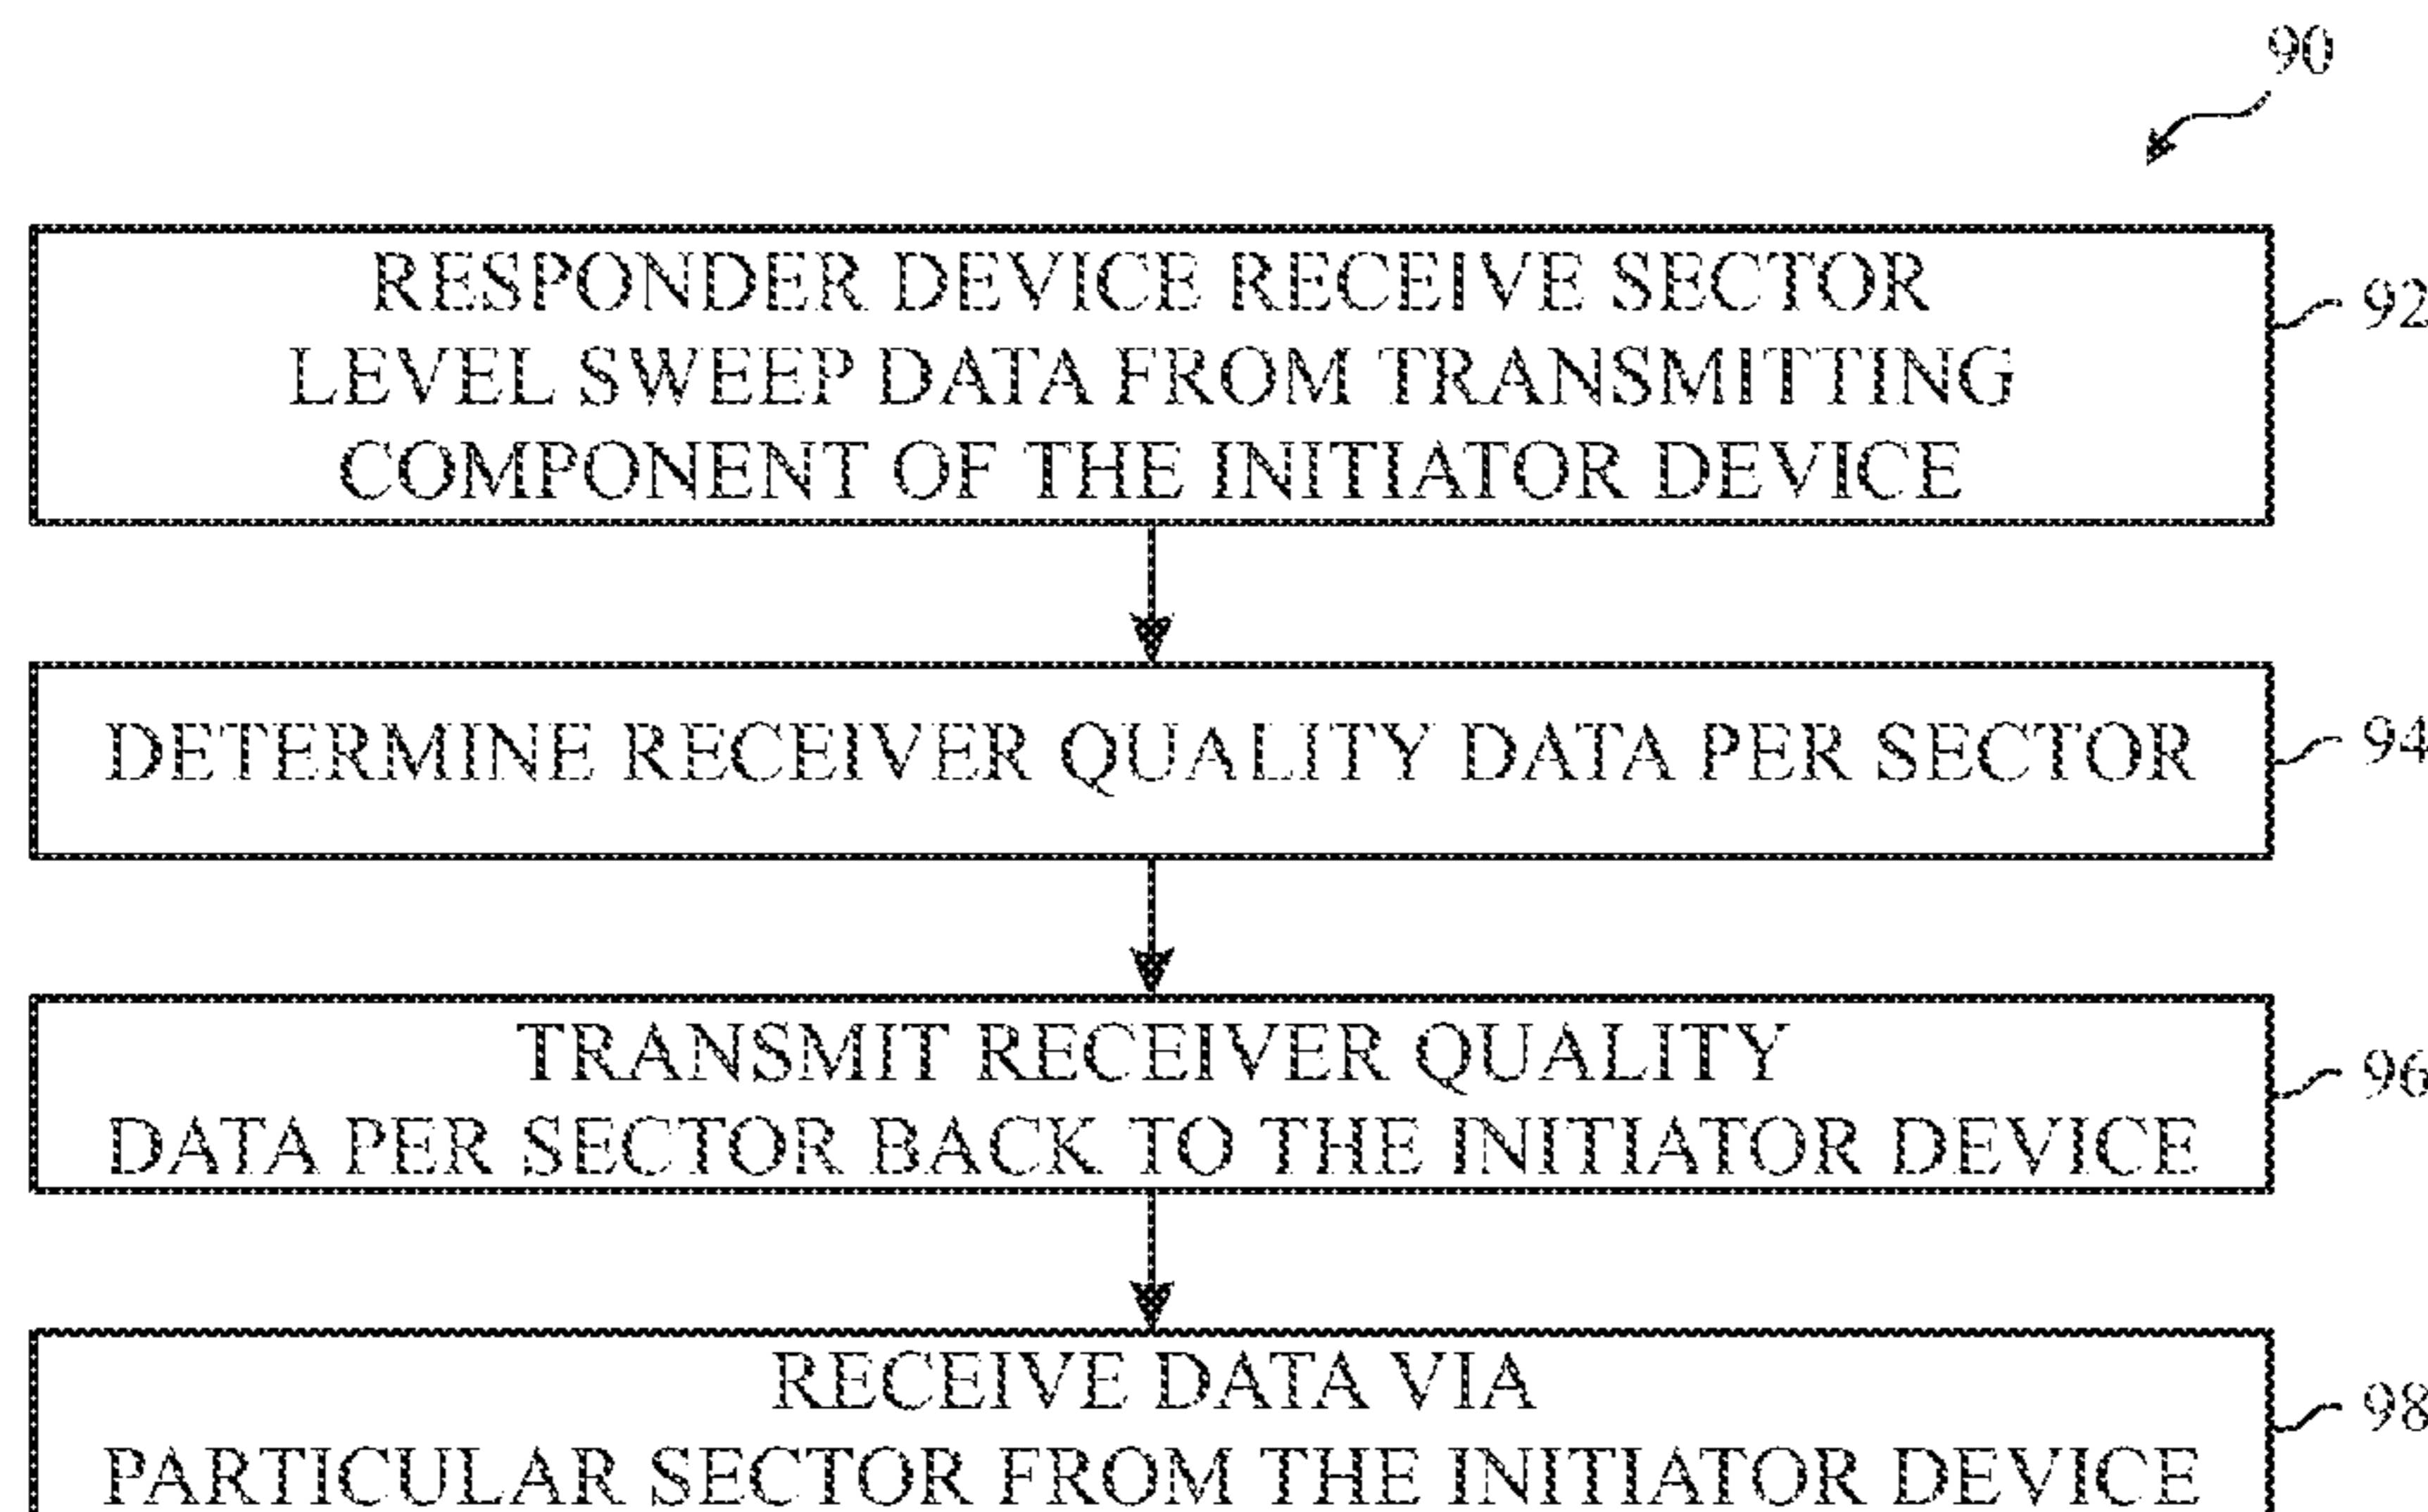 90
RESPONDER DEVICE RECEIVE SECTOR
LEVEL SWEEP DATA FROM TRANSMITTING
COMPONENT OF THE INITIATOR DEVICE
92
DETERMINE RECEIVER QUALITY DATA PER SECTOR
94
TRANSMIT RECEIVER QUALITY
DATA PER SECTOR BACK TO THE INITIATOR DEVICE
96
RECEIVE DATA VIA
PARTICULAR SECTOR FROM THE INITIATOR DEVICE
98